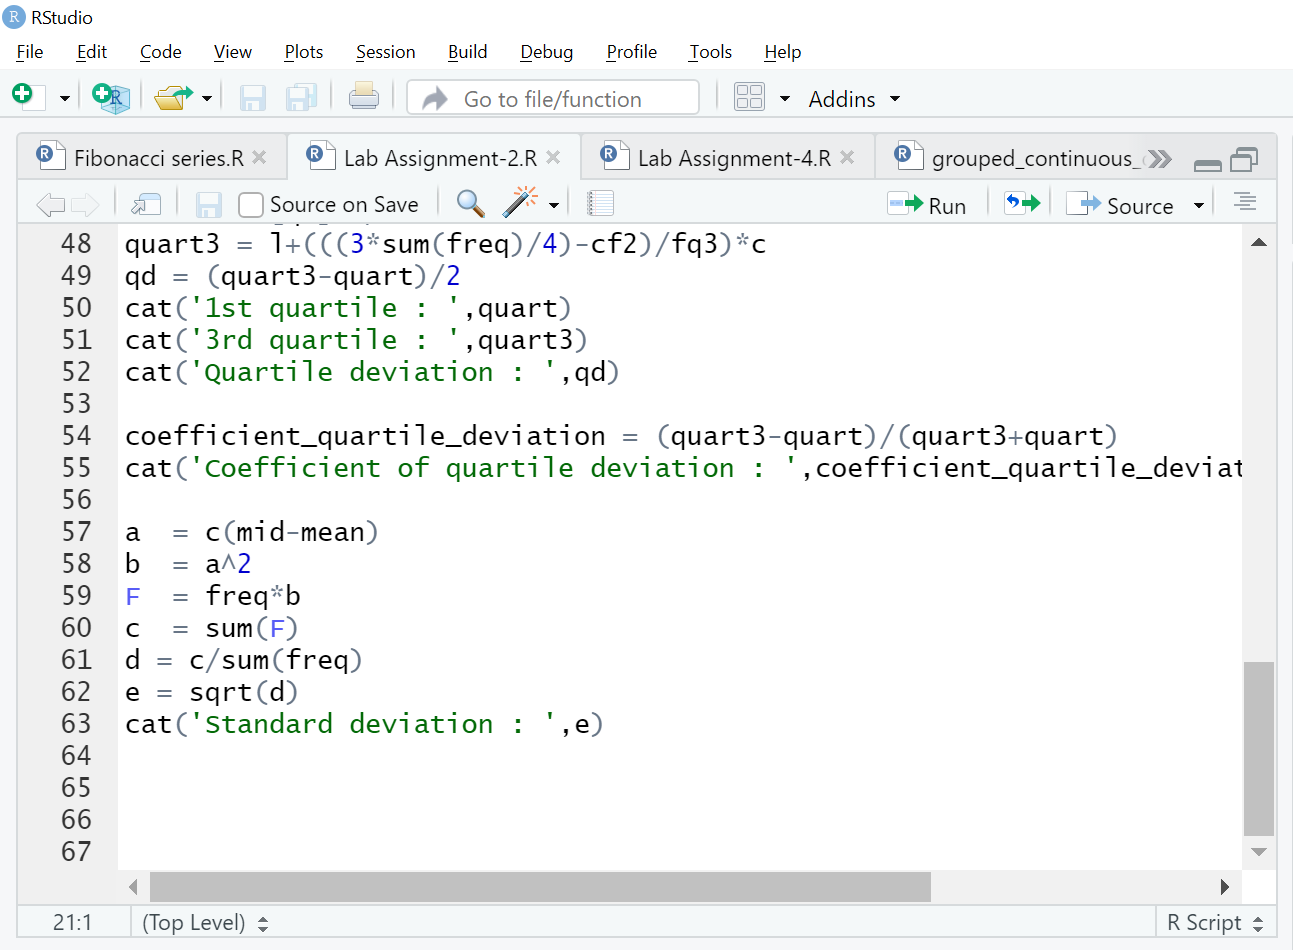 RStudio
File Edit Code View Plots Session Build Debug Profile Tools Help
Go to file/function Addins
Fibonacci series.R Lab Assignment-2.R Lab Assignment-4.R grouped_continuous_
Source on Save Run Source
48 quart3 = l+(((3*sum(freq)/4)-cf2)/fq3)*c
49 qd = (quart3-quart)/2
50 cat('1st quartile : ',quart)
51 cat('3rd quartile : ',quart3)
52 cat('Quartile deviation : ',qd)
53
54 coefficient_quartile_deviation = (quart3-quart)/(quart3+quart)
55 cat('Coefficient of quartile deviation : ',coefficient_quartile_deviat
56
57 a  = c(mid-mean)
58 b  = a^2
59 F  = freq*b
60 c  = sum(F)
61 d = c/sum(freq)
62 e = sqrt(d)
63 cat('Standard deviation : ',e)
64
65
66
67
21:1 (Top Level) R Script